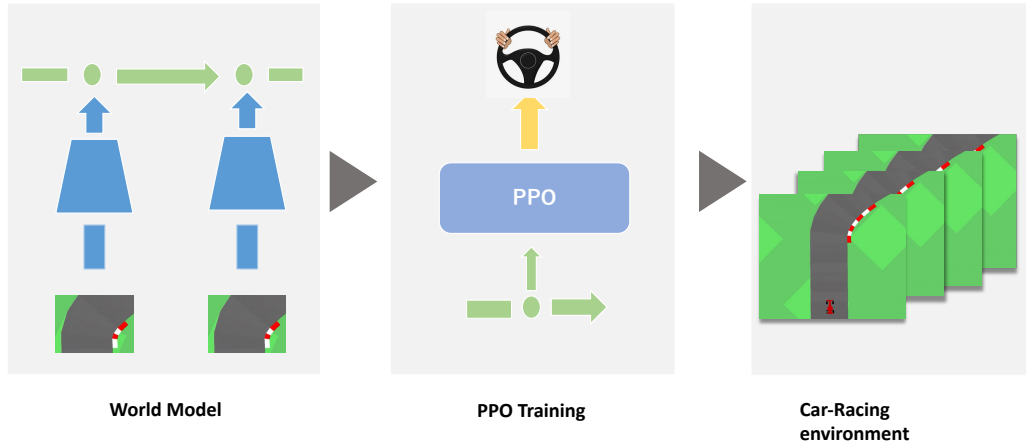 PPO
World Model
PPO Training
Car-Racing
environment